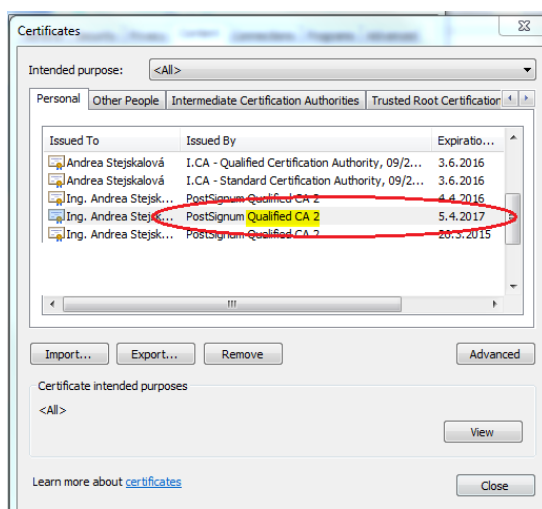 Certificates
Intended purpose: <All>
Personal Other People Intermediate Certification Authorities Trusted Root Certification
Issued To Issued By Expiratio...
Andrea Stejskalová I.CA - Qualified Certification Authority, 09/2... 3.6.2016
Andrea Stejskalová I.CA - Standard Certification Authority, 09/2... 3.6.2016
Ing. Andrea Stejsk... PostSignum Qualified CA 2 4.4.2016
Ing. Andrea Stejsk... PostSignum Qualified CA 2 5.4.2017
Ing. Andrea Stejsk... PostSignum Qualified CA 2 20.3.2015
Import... Export... Remove Advanced
Certificate intended purposes
<All>
View
Learn more about certificates
Close